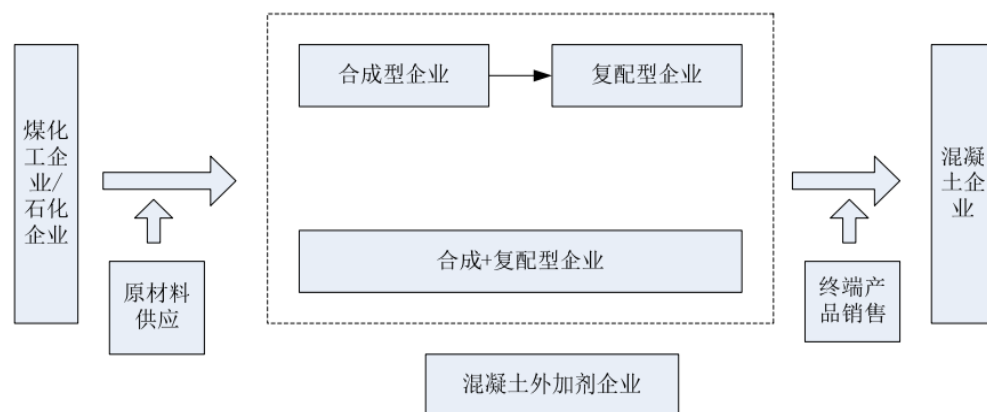 煤化
工企
业/
石化
企业
原材料
供应
合成型企业
复配型企业
合成+复配型企业
混凝土外加剂企业
终端产
品销售
混凝
土企
业